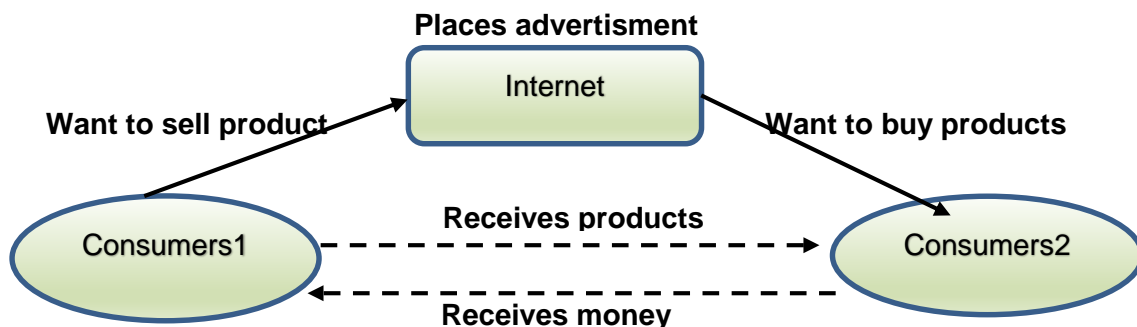 Places advertisment
Internet
Want to sell product
Want to buy products
Receives products
Consumers1
Consumers2
Receives money